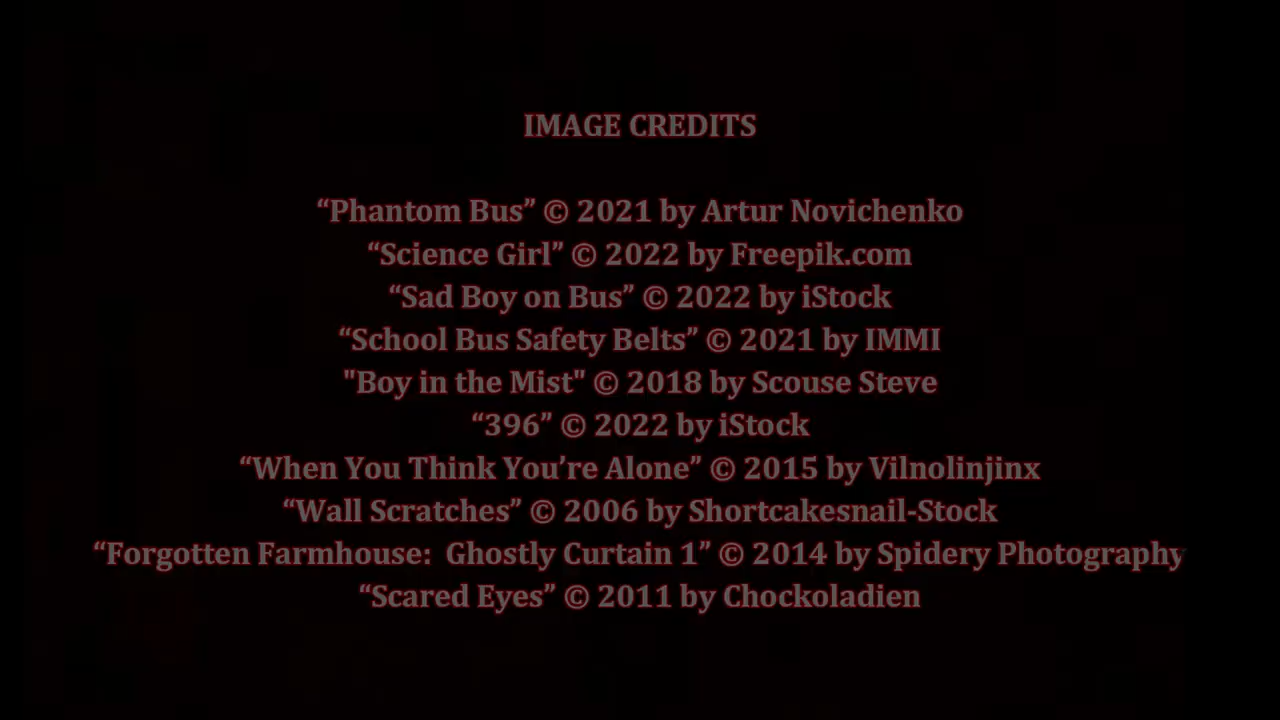 IMAGE CREDITS
“Phantom Bus” © 2021 by Artur Novichenko
“Science Girl” © 2022 by Freepik.com
“Sad Boy on Bus” © 2022 by iStock
“School Bus Safety Belts” © 2021 by IMMI
"Boy in the Mist" © 2018 by Scouse Steve
“396” © 2022 by iStock
“When You Think You’re Alone” © 2015 by Vilnolinjinx
“Wall Scratches” © 2006 by Shortcakesnail-Stock
“Forgotten Farmhouse:  Ghostly Curtain 1” © 2014 by Spidery Photography
“Scared Eyes” © 2011 by Chockoladien